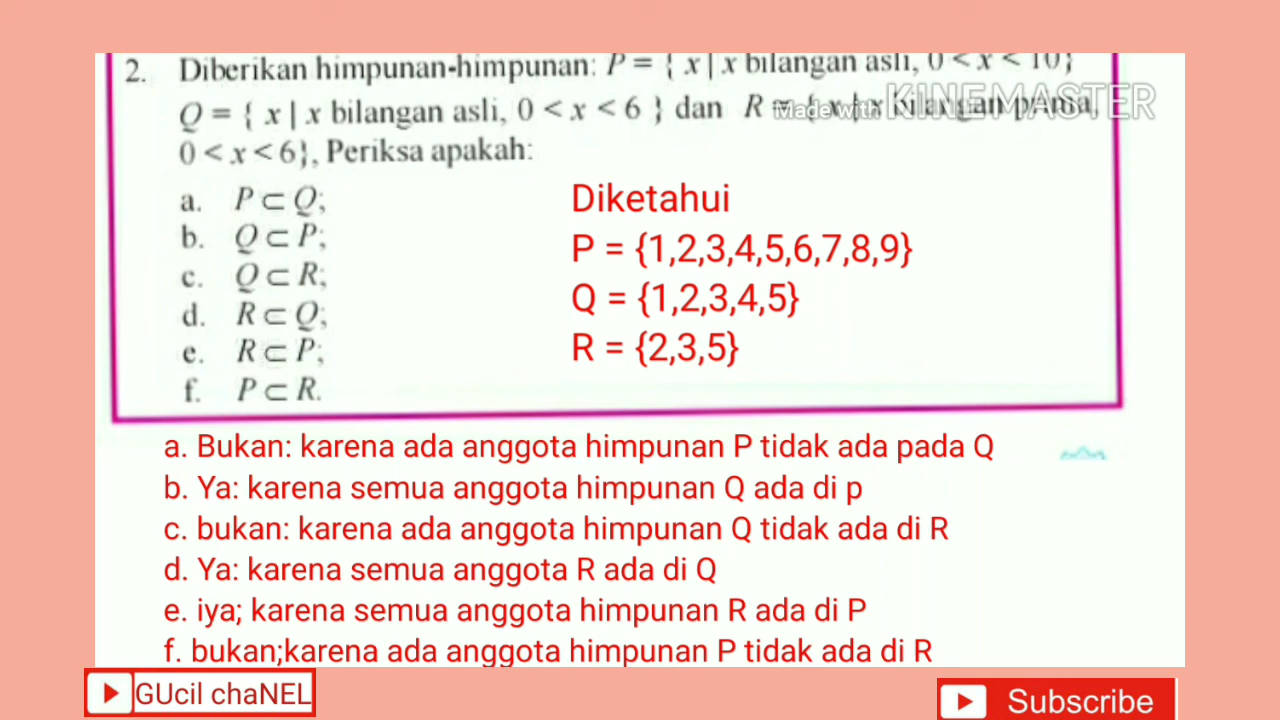 2. Diberikan himpunan-himpunan: P = { x | x bilangan asli, 0 < x < 10}
Q = { x | x bilangan asli, 0 < x < 6 } dan R = { x | x bilangan prima,
Made with KINEMASTER
0 < x < 6}, Periksa apakah:
a. P ⊂ Q;
b. Q ⊂ P;
c. Q ⊂ R;
d. R ⊂ Q;
e. R ⊂ P;
f. P ⊂ R.
Diketahui
P = {1,2,3,4,5,6,7,8,9}
Q = {1,2,3,4,5}
R = {2,3,5}
a. Bukan: karena ada anggota himpunan P tidak ada pada Q
b. Ya: karena semua anggota himpunan Q ada di p
c. bukan: karena ada anggota himpunan Q tidak ada di R
d. Ya: karena semua anggota R ada di Q
e. iya; karena semua anggota himpunan R ada di P
f. bukan;karena ada anggota himpunan P tidak ada di R
GUcil chaNEL
Subscribe